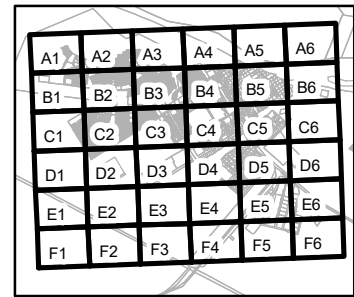 A1 A2 A3 A4 A5 A6
B1 B2 B3 B4 B5 B6
C1 C2 C3 C4 C5 C6
D1 D2 D3 D4 D5 D6
E1 E2 E3 E4 E5 E6
F1 F2 F3 F4 F5 F6